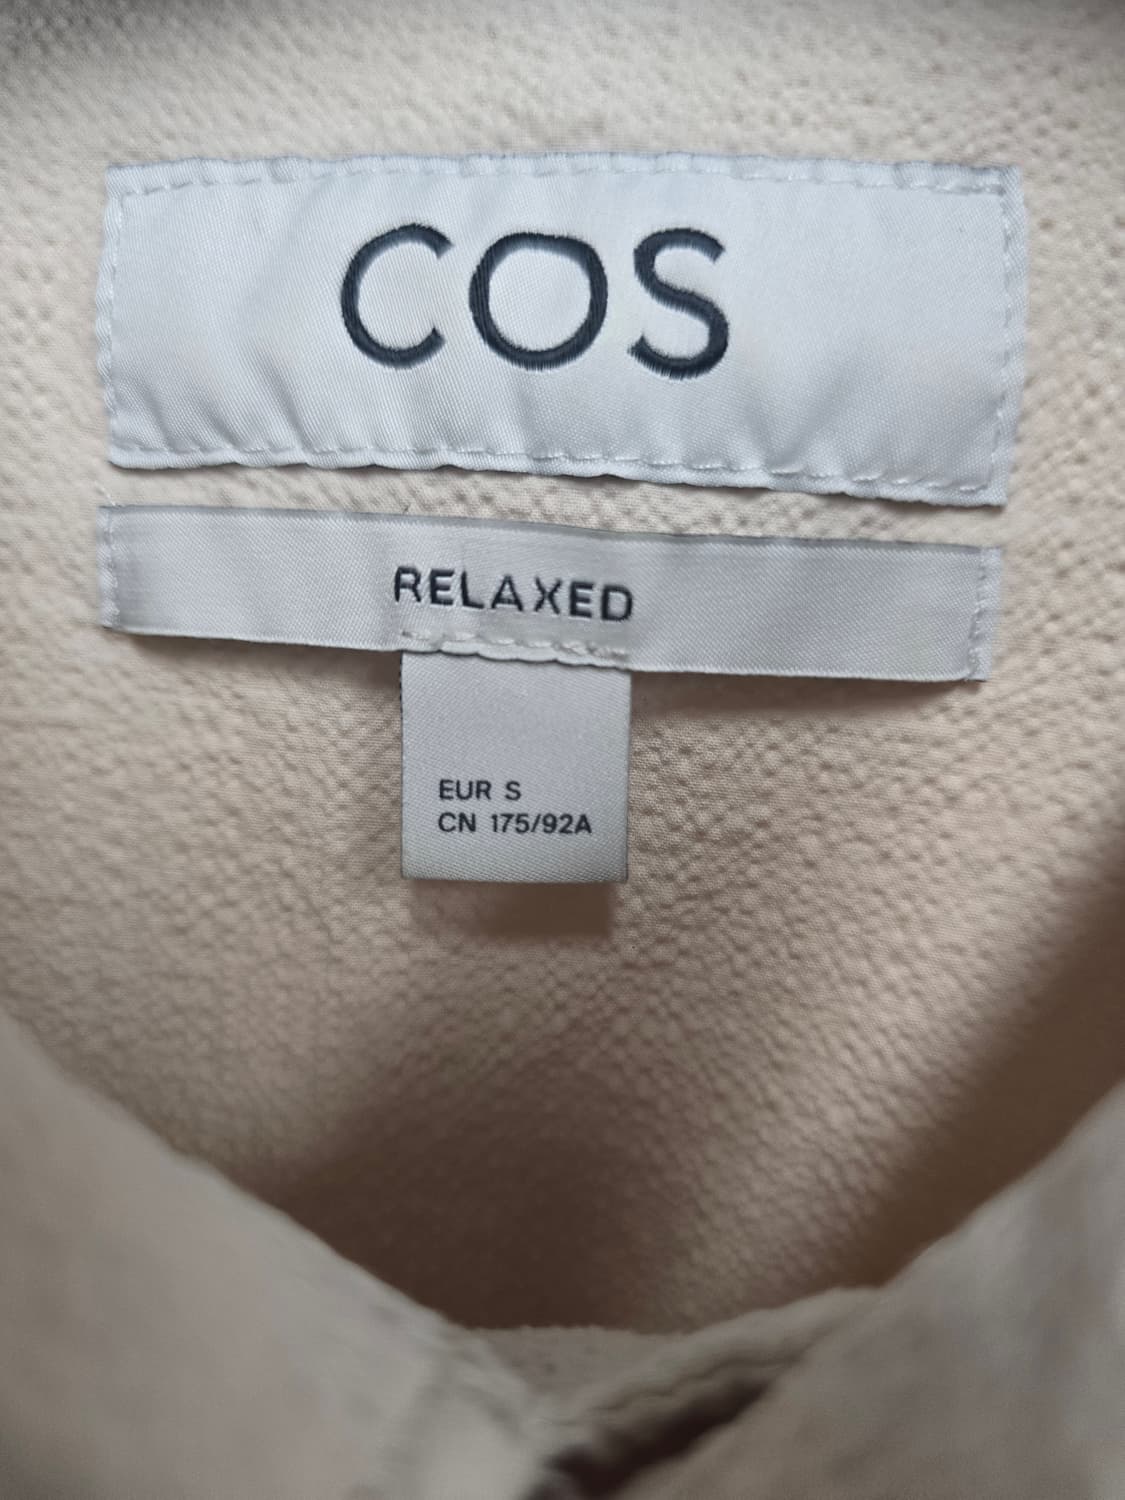 COS
RELAXED
EUR S
CN 175/92A